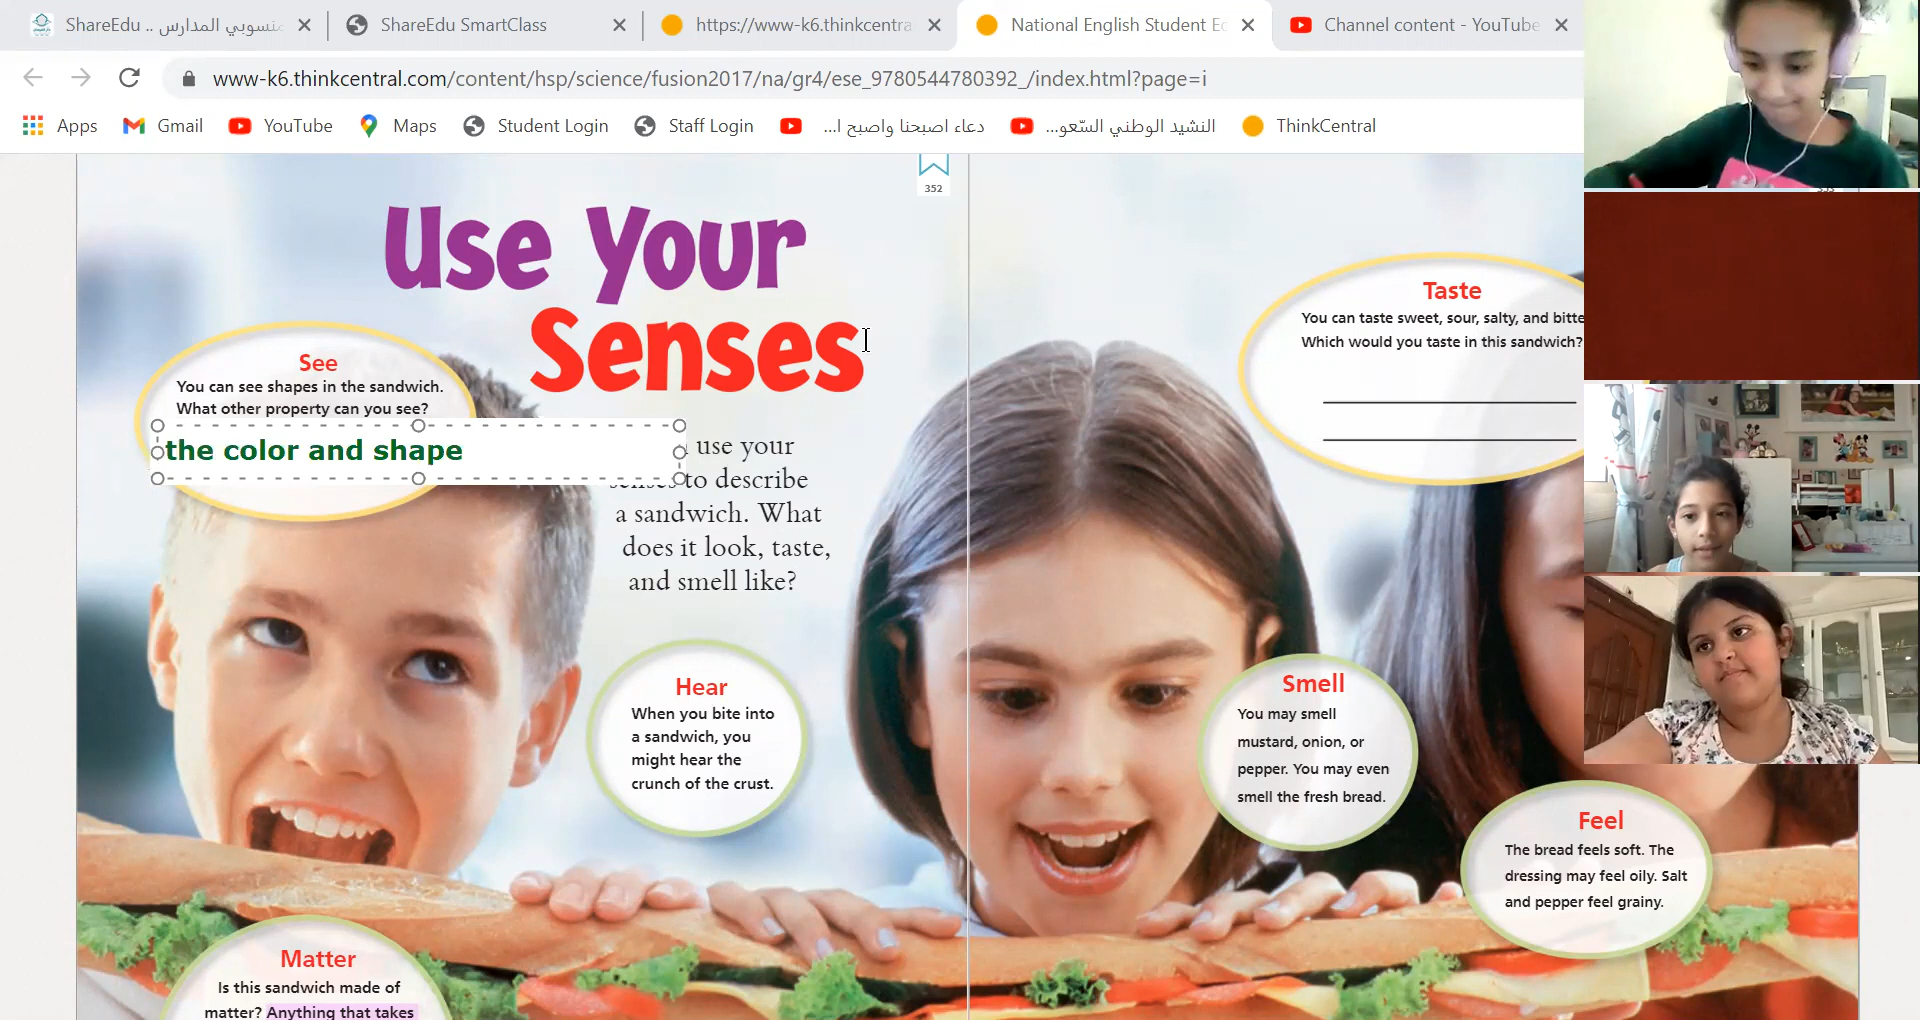 ShareEdu .. منسوبي المدارس
ShareEdu SmartClass
https://www-k6.thinkcentra
National English Student Ec
Channel content - YouTube
www-k6.thinkcentral.com/content/hsp/science/fusion2017/na/gr4/ese_9780544780392_/index.html?page=i
Apps
Gmail
YouTube
Maps
Student Login
Staff Login
دعاء اصبحنا واصبح ا...
النشيد الوطني السّعو...
ThinkCentral
352
Use Your
Senses
See
You can see shapes in the sandwich.
What other property can you see?
the color and shape
use your
senses to describe
a sandwich. What
does it look, taste,
and smell like?
Hear
When you bite into
a sandwich, you
might hear the
crunch of the crust.
Matter
Is this sandwich made of
matter? Anything that takes
Taste
You can taste sweet, sour, salty, and bitte
Which would you taste in this sandwich?
Smell
You may smell
mustard, onion, or
pepper. You may even
smell the fresh bread.
Feel
The bread feels soft. The
dressing may feel oily. Salt
and pepper feel grainy.